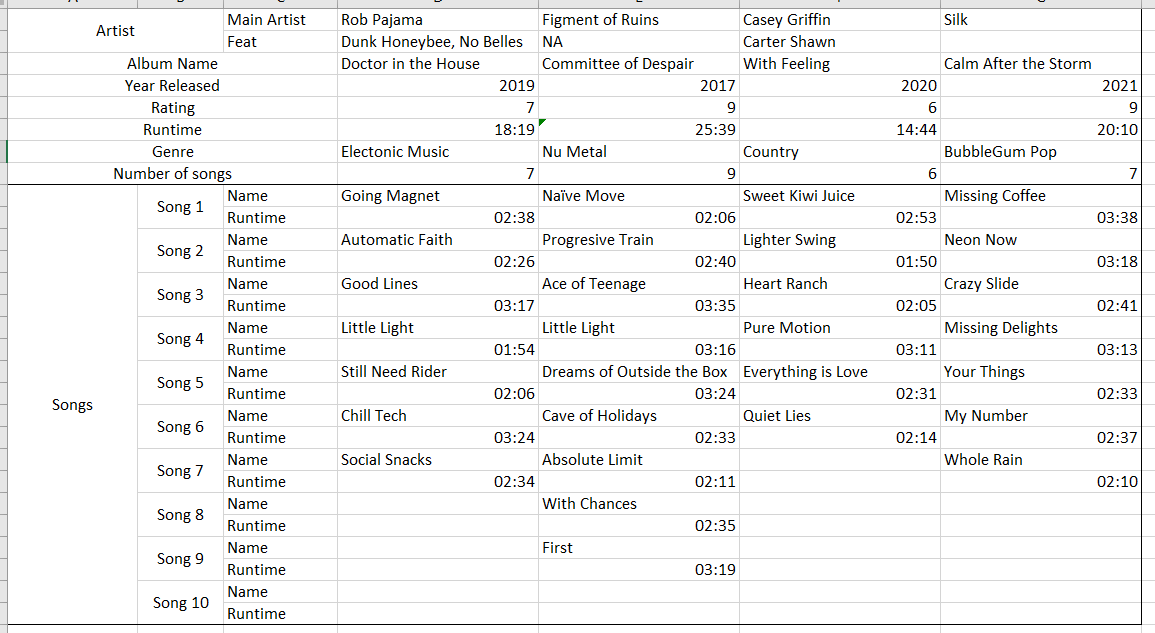 Artist Main Artist Rob Pajama Figment of Ruins Casey Griffin Silk
Feat Dunk Honeybee, No Belles NA Carter Shawn
Album Name Doctor in the House Committee of Despair With Feeling Calm After the Storm
Year Released 2019 2017 2020 2021
Rating 7 9 6 9
Runtime 18:19 25:39 14:44 20:10
Genre Electonic Music Nu Metal Country BubbleGum Pop
Number of songs 7 9 6 7
Songs
Song 1 Name Going Magnet Naïve Move Sweet Kiwi Juice Missing Coffee
Runtime 02:38 02:06 02:53 03:38
Song 2 Name Automatic Faith Progresive Train Lighter Swing Neon Now
Runtime 02:26 02:40 01:50 03:18
Song 3 Name Good Lines Ace of Teenage Heart Ranch Crazy Slide
Runtime 03:17 03:35 02:05 02:41
Song 4 Name Little Light Little Light Pure Motion Missing Delights
Runtime 01:54 03:16 03:11 03:13
Song 5 Name Still Need Rider Dreams of Outside the Box Everything is Love Your Things
Runtime 02:06 03:24 02:31 02:33
Song 6 Name Chill Tech Cave of Holidays Quiet Lies My Number
Runtime 03:24 02:33 02:14 02:37
Song 7 Name Social Snacks Absolute Limit Whole Rain
Runtime 02:34 02:11 02:10
Song 8 Name With Chances
Runtime 02:35
Song 9 Name First
Runtime 03:19
Song 10 Name
Runtime